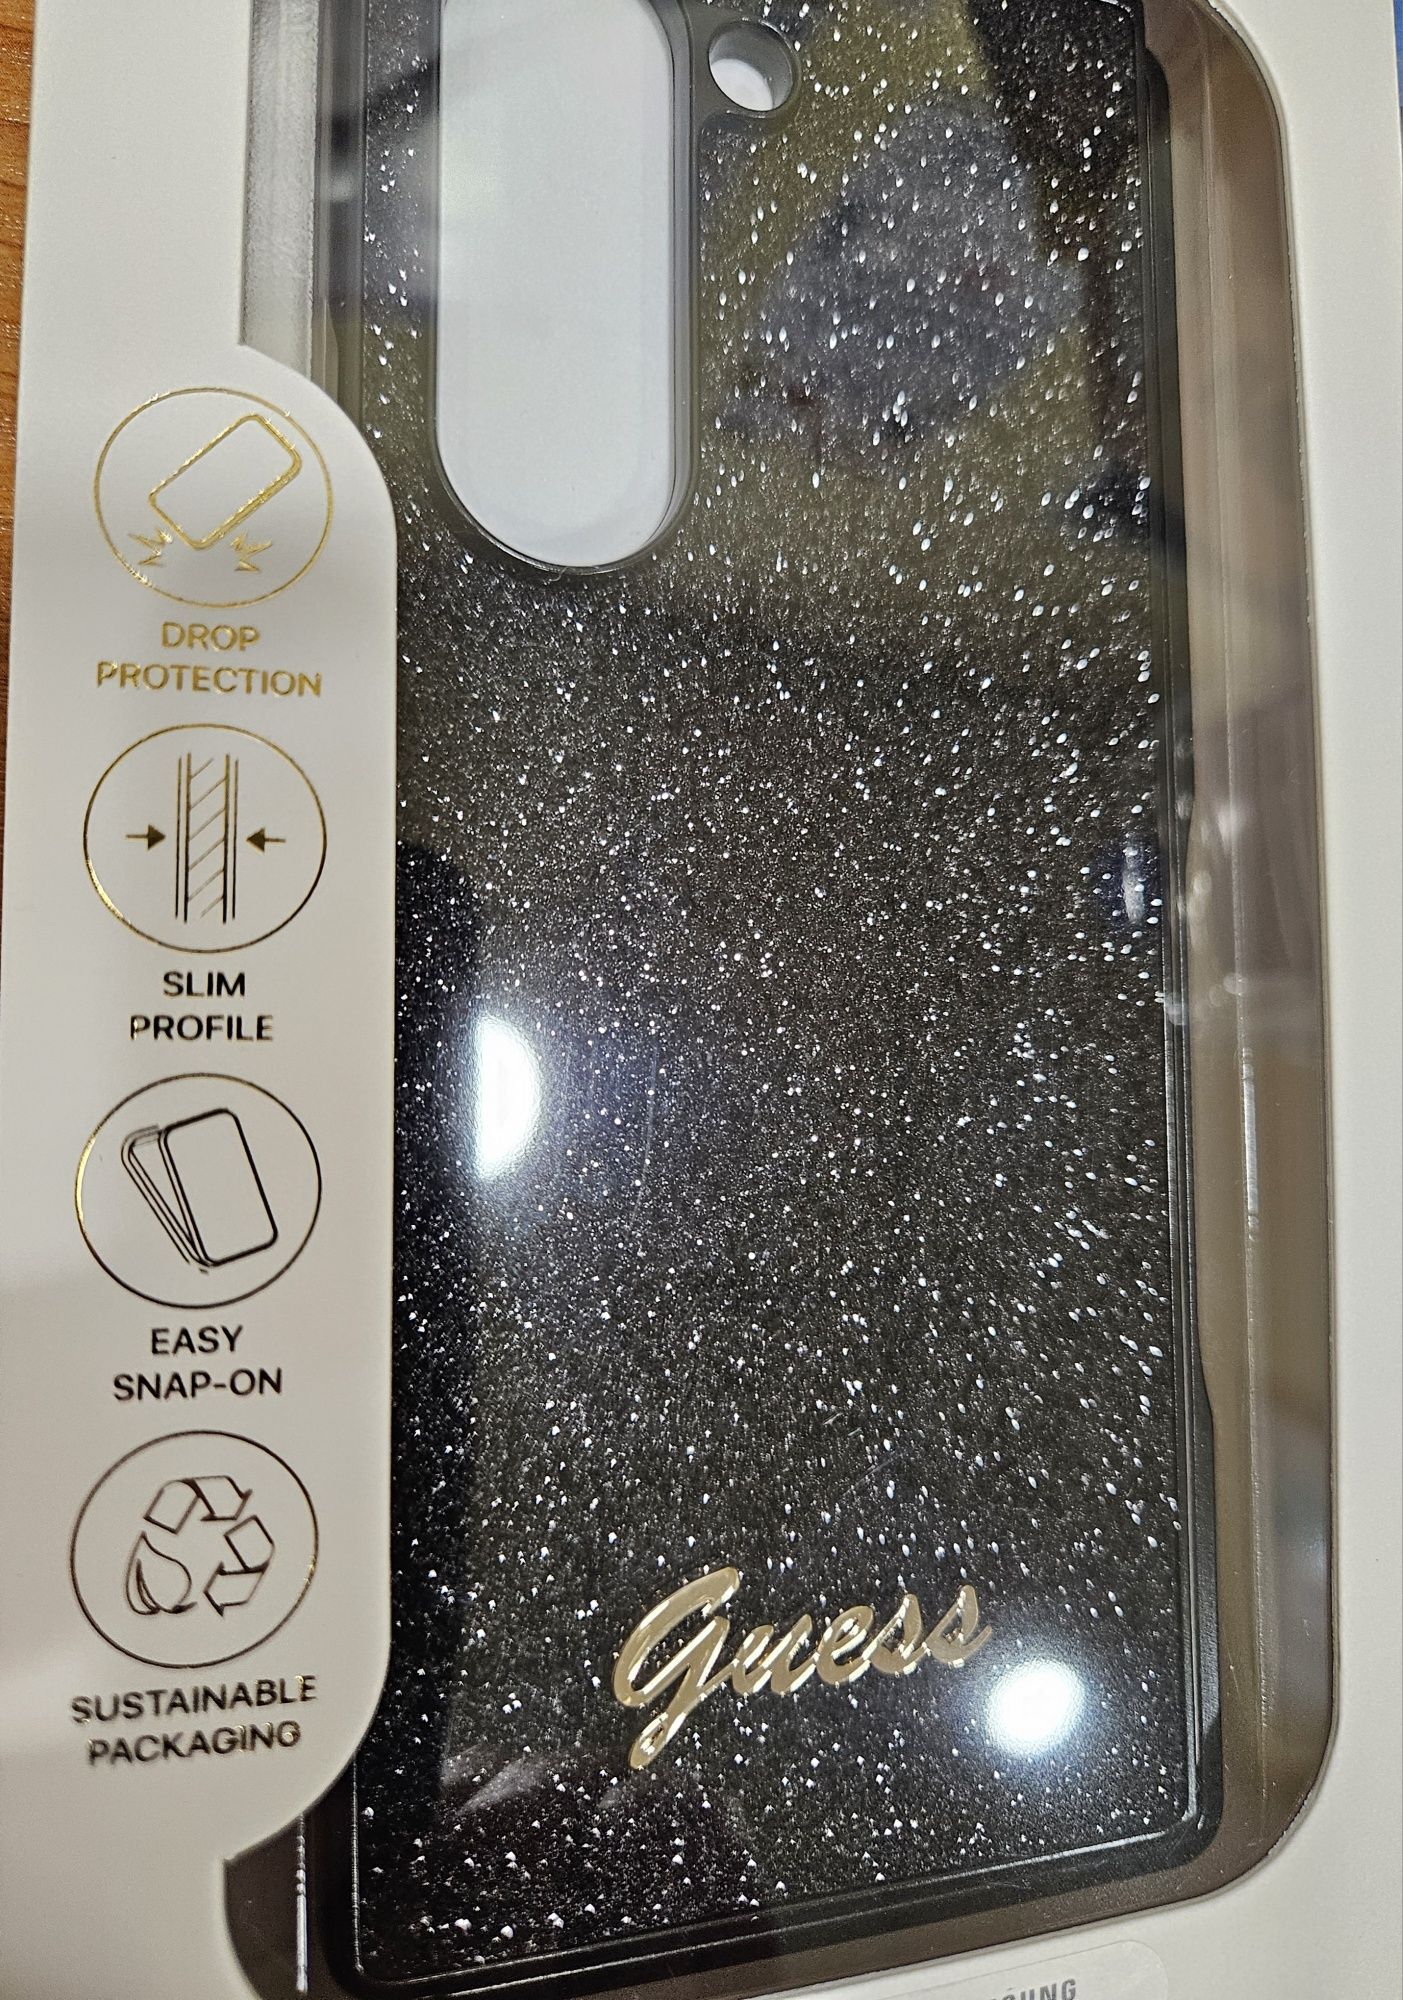 DROP
PROTECTION
SLIM
PROFILE
EASY
SNAP-ON
SUSTAINABLE
PACKAGING
Guess